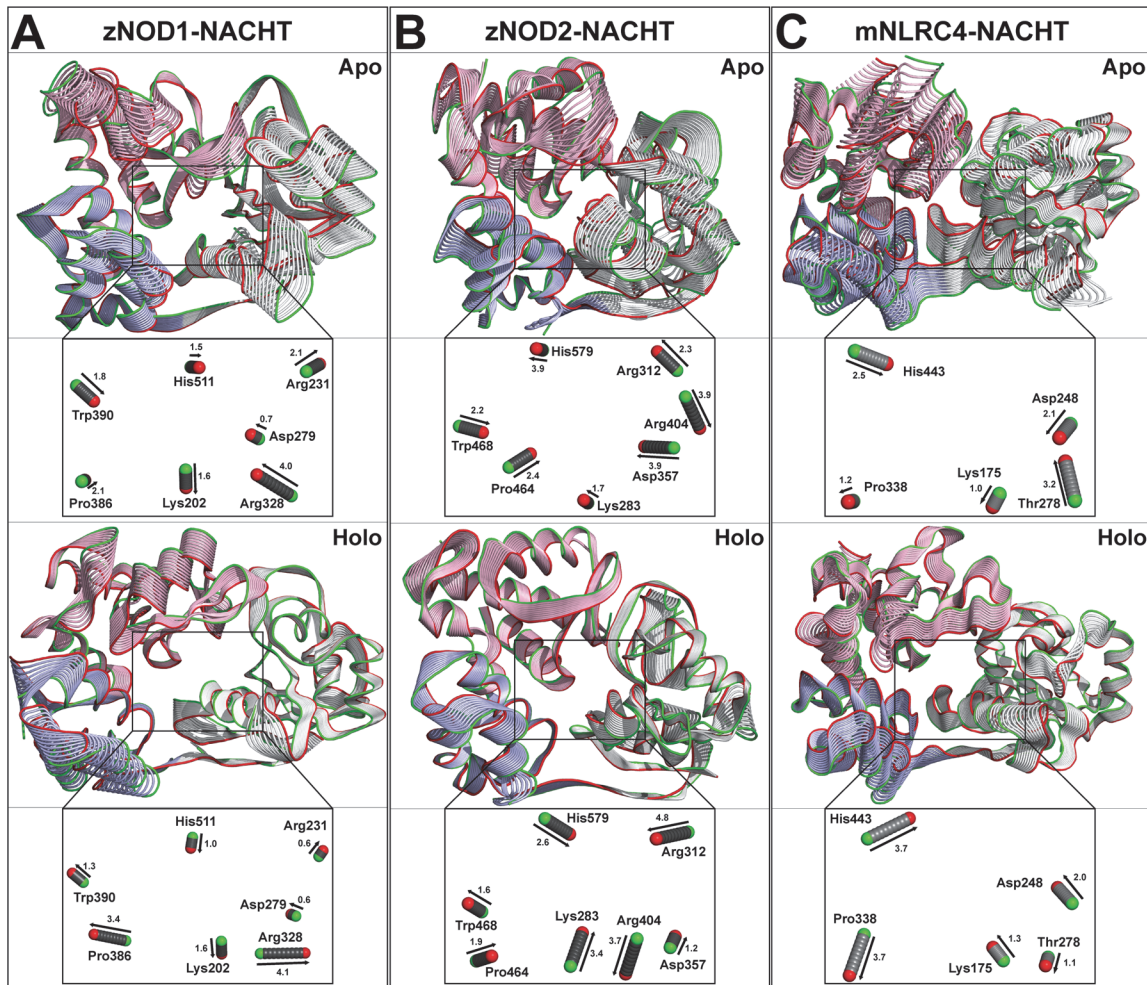 A zNOD1-NACHT
Apo
1.5
His511
2.1
Arg231
1.8
Trp390
0.7
Asp279
4.0
Arg328
1.6
Lys202
2.1
Pro386
Holo
His511
1.0
Arg231
0.6
1.3
Trp390
Asp279
0.6
3.4
Pro386
1.6
Lys202
Arg328
4.1
B zNOD2-NACHT
Apo
His579
3.9
2.3
Arg312
3.9
Arg404
2.2
Trp468
Asp357
3.9
Pro464
2.4
1.7
Lys283
Holo
His579
2.6
4.8
Arg312
1.6
Trp468
1.9
Pro464
Lys283
3.4
Arg404
3.7
Asp357
1.2
C mNLRC4-NACHT
Apo
His443
2.5
Asp248
2.1
Lys175
1.0
3.2
Thr278
1.2
Pro338
Holo
His443
3.7
Asp248
2.0
Pro338
3.7
1.3
Lys175
Thr278
1.1